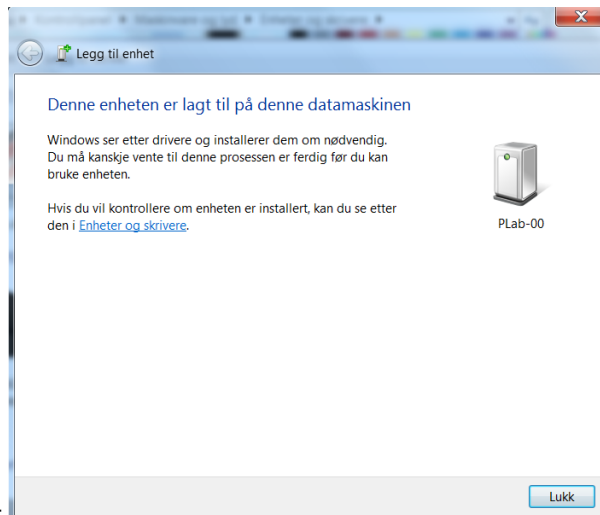 Legg til enhet
Denne enheten er lagt til på denne datamaskinen
Windows ser etter drivere og installerer dem om nødvendig.
Du må kanskje vente til denne prosessen er ferdig før du kan
bruke enheten.
Hvis du vil kontrollere om enheten er installert, kan du se etter
den i Enheter og skrivere.
PLab-00
Lukk